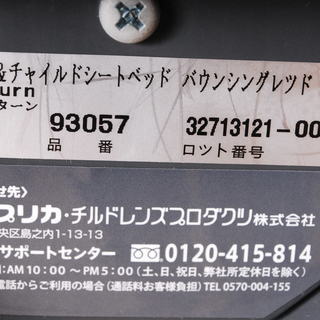 &チャイルドシートベッド バウンシングレッド
urn
ターン
93057
32713121-00
品 番
ロット番号
せ先）
プリカ・チルドレンズプロダクツ株式会社
央区島之内1-13-13
サポートセンター 0120-415-814
:AM10:00～PM5:00（土、日、祝日、弊社所定休日を除く）
電話からご利用の場合（通話料お客様負担）TEL 0570-004-155